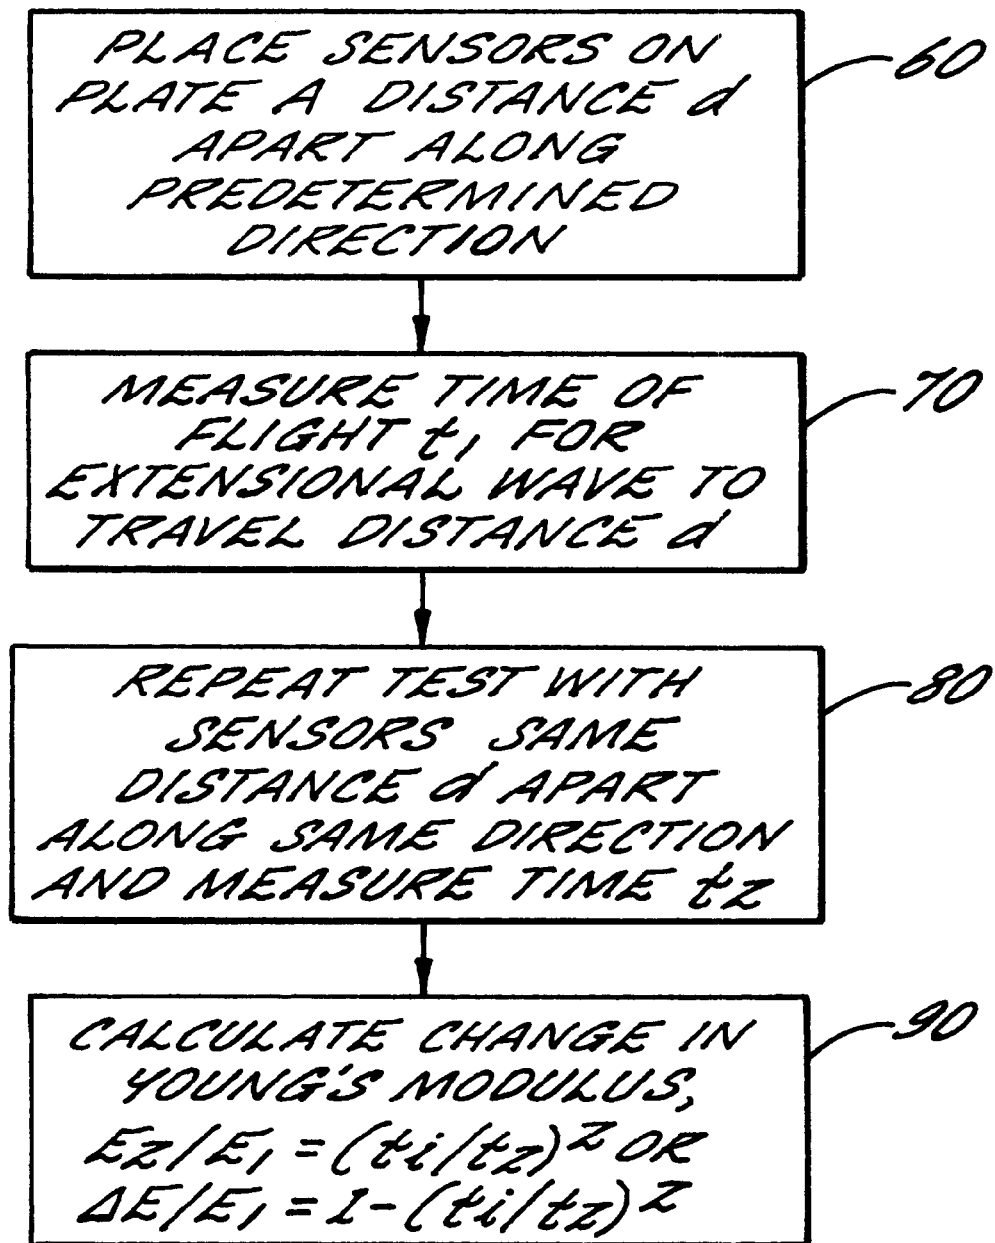 PLACE SENSORS ON
PLATE A DISTANCE d
APART ALONG
PREDETERMINED
DIRECTION
60
MEASURE TIME OF
FLIGHT t₁ FOR
EXTENSIONAL WAVE TO
TRAVEL DISTANCE d
70
REPEAT TEST WITH
SENSORS SAME
DISTANCE d APART
ALONG SAME DIRECTION
AND MEASURE TIME t₂
80
CALCULATE CHANGE IN
YOUNG'S MODULUS,
E₂/E₁ = (t₁/t₂)² OR
ΔE/E₁ = 1-(t₁/t₂)²
90